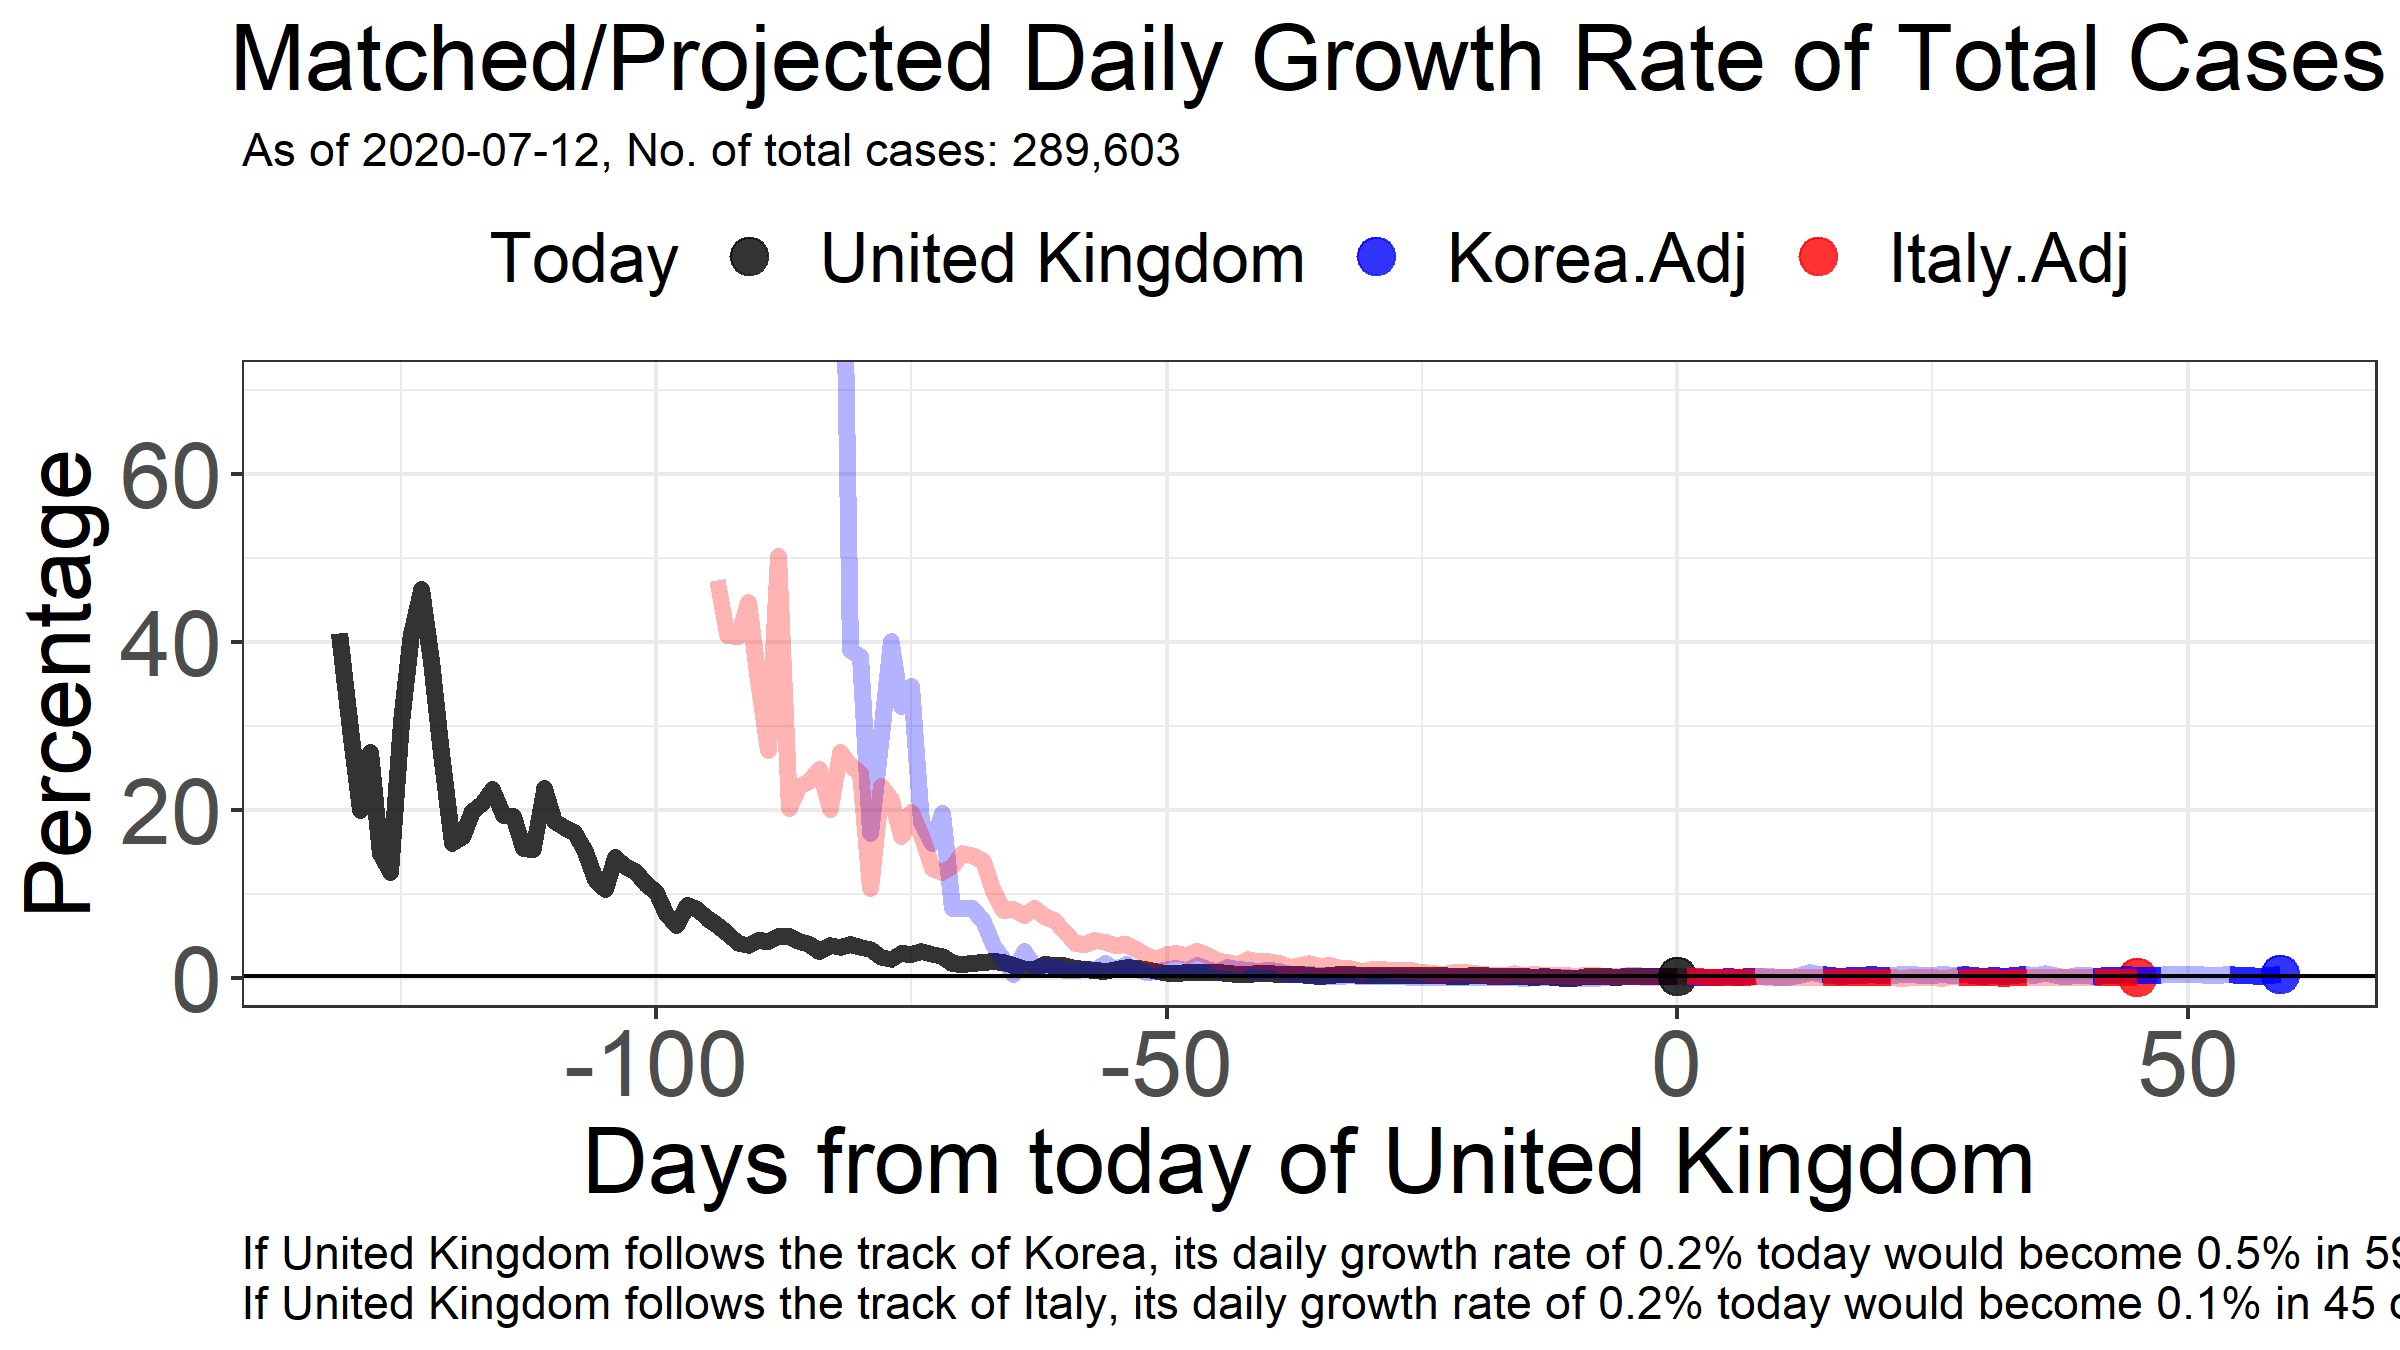 Matched/Projected Daily Growth Rate of Total Cases
As of 2020-07-12, No. of total cases: 289,603
Today United Kingdom Korea.Adj Italy.Adj
Percentage
60
40
20
0
-100 -50 0 50
Days from today of United Kingdom
If United Kingdom follows the track of Korea, its daily growth rate of 0.2% today would become 0.5% in
If United Kingdom follows the track of Italy, its daily growth rate of 0.2% today would become 0.1% in 45